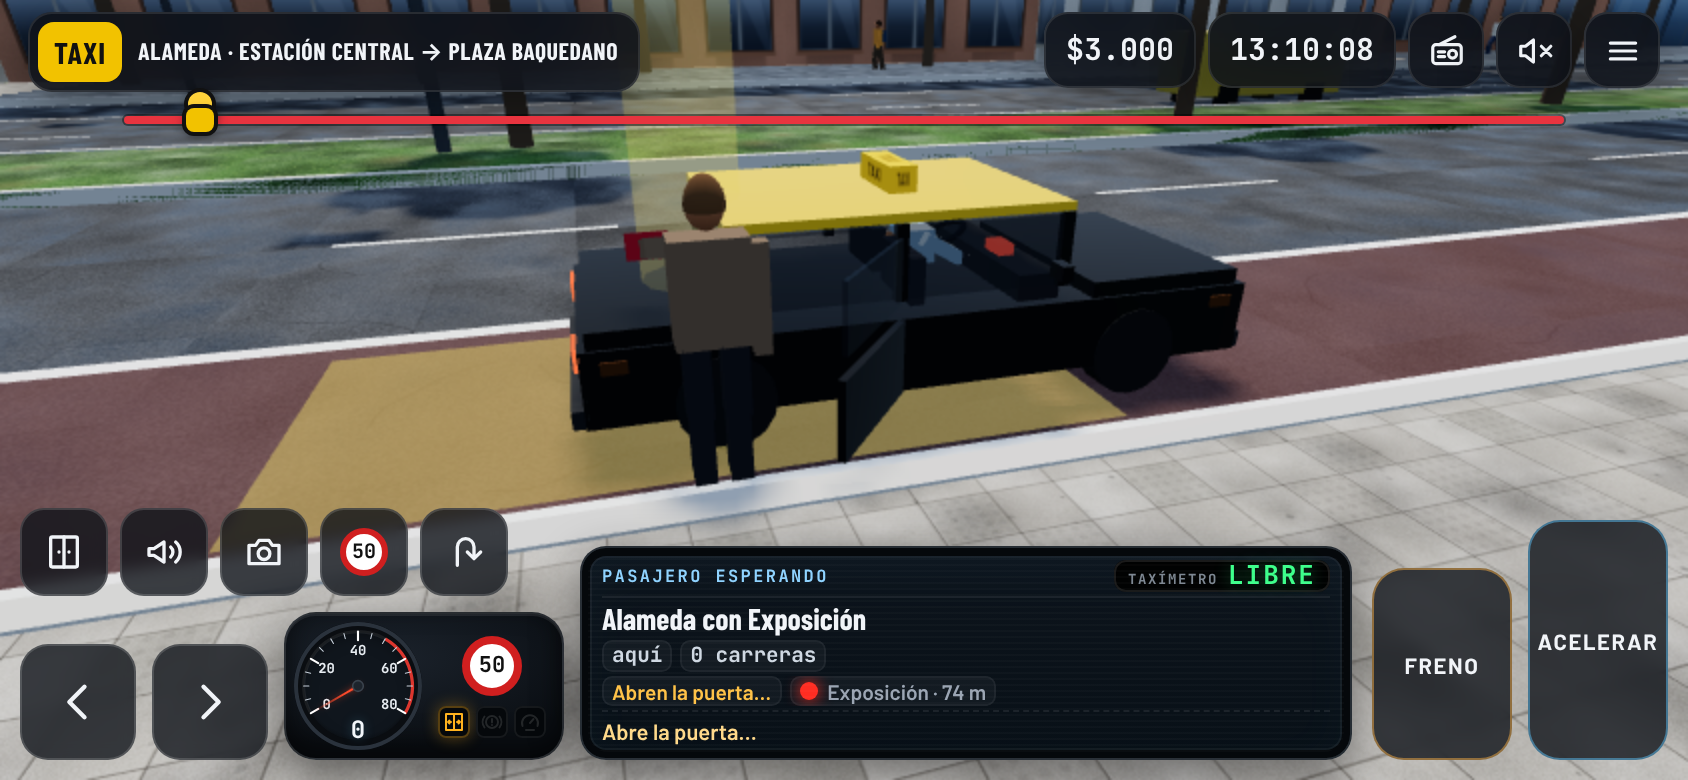 TAXI ALAMEDA · ESTACIÓN CENTRAL → PLAZA BAQUEDANO
$3.000
13:10:08
TAXI TAXI
50
0 20 40 60 80
0
50
PASAJERO ESPERANDO
TAXÍMETRO LIBRE
Alameda con Exposición
aquí 0 carreras
Abren la puerta... Exposición · 74 m
Abre la puerta...
FRENO
ACELERAR